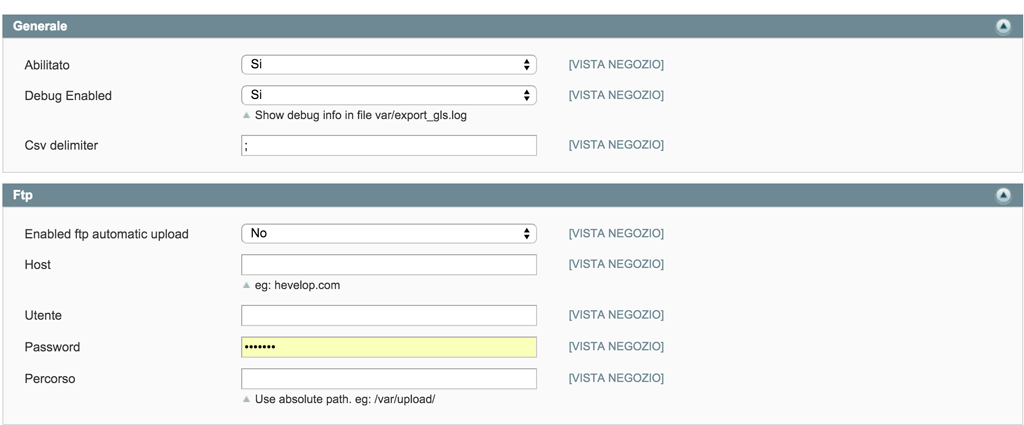 Generale
Abilitato Si [VISTA NEGOZIO]
Debug Enabled Si [VISTA NEGOZIO]
Show debug info in file var/export_gls.log
Csv delimiter ; [VISTA NEGOZIO]
Ftp
Enabled ftp automatic upload No [VISTA NEGOZIO]
Host [VISTA NEGOZIO]
eg: hevelop.com
Utente [VISTA NEGOZIO]
Password ••••••• [VISTA NEGOZIO]
Percorso [VISTA NEGOZIO]
Use absolute path. eg: /var/upload/